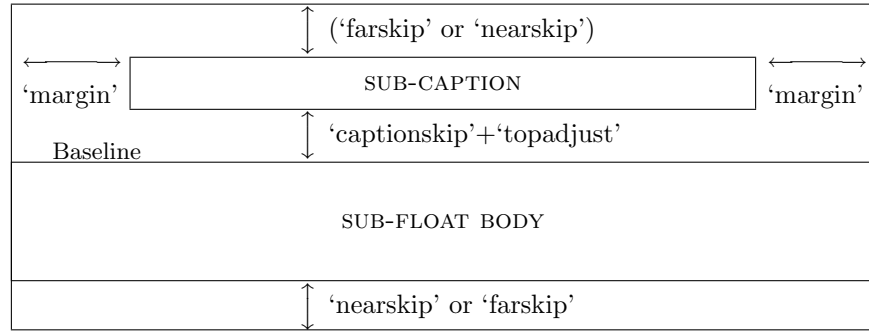 (‘farskip’ or ‘nearskip’)
SUB-CAPTION
‘margin’ ‘margin’
‘captionskip’+‘topadjust’
Baseline
SUB-FLOAT BODY
‘nearskip’ or ‘farskip’